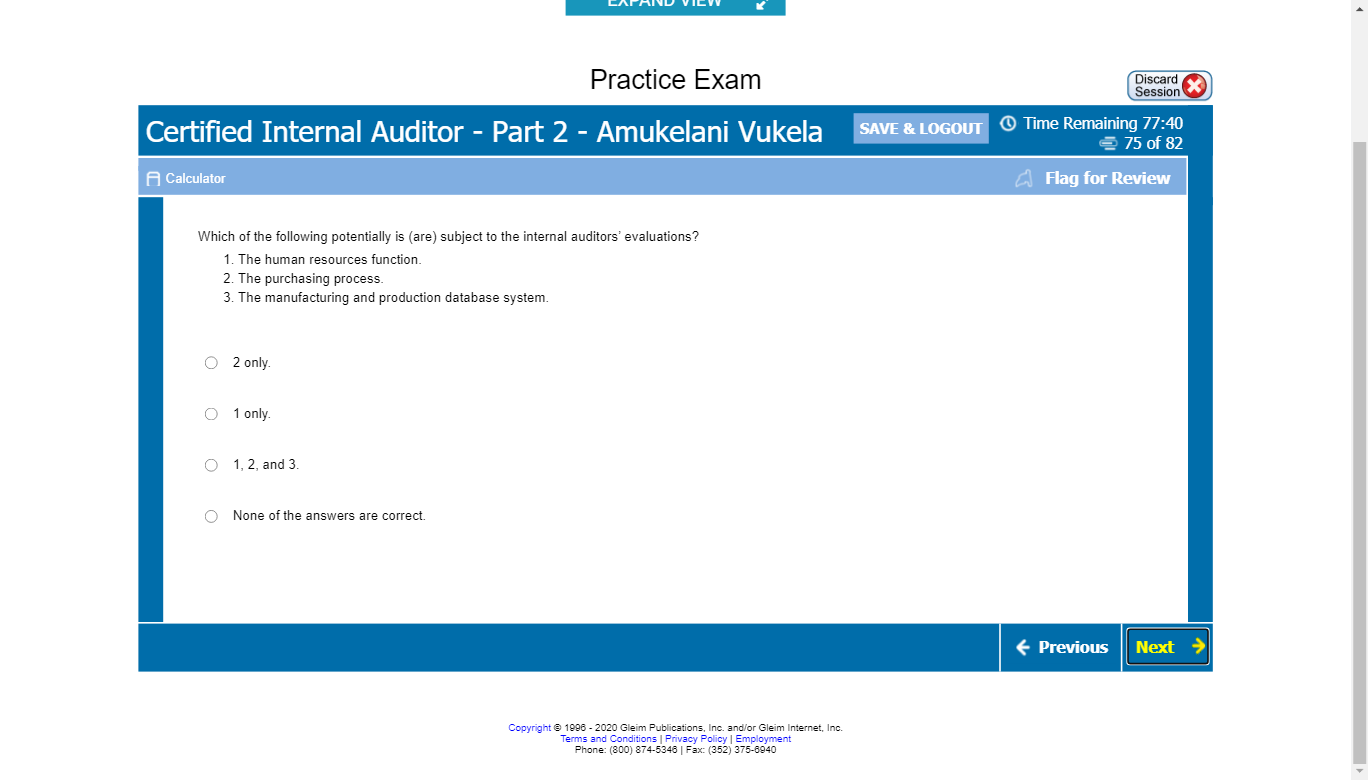 EXPAND VIEW
Practice Exam
Discard
Session
Certified Internal Auditor - Part 2 - Amukelani Vukela
SAVE & LOGOUT
Time Remaining 77:40
75 of 82
Calculator
Flag for Review
Which of the following potentially is (are) subject to the internal auditors’ evaluations?
1. The human resources function.
2. The purchasing process.
3. The manufacturing and production database system.
2 only.
1 only.
1, 2, and 3.
None of the answers are correct.
Previous
Next
Copyright © 1996 - 2020 Gleim Publications, Inc. and/or Gleim Internet, Inc.
Terms and Conditions | Privacy Policy | Employment
Phone: (800) 874-5346 | Fax: (352) 375-6940